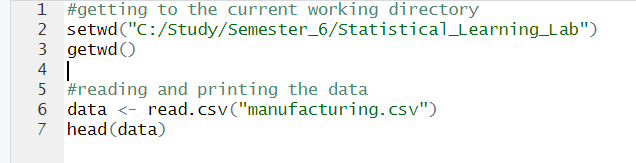 1 #getting to the current working directory
2 setwd("C:/Study/Semester_6/Statistical_Learning_Lab")
3 getwd()
4
5 #reading and printing the data
6 data <- read.csv("manufacturing.csv")
7 head(data)